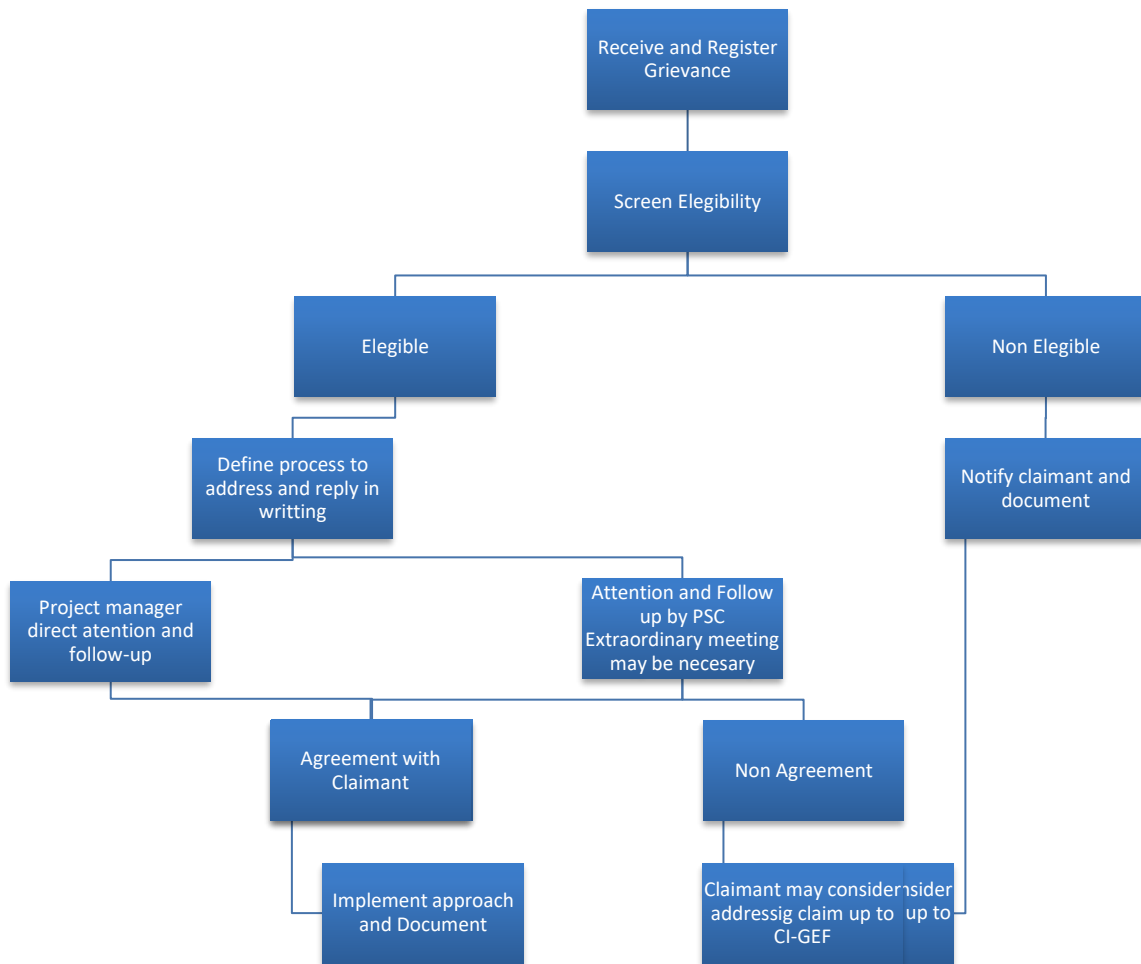 Receive and Register
Grievance
Screen Elegibility
Elegible
Non Elegible
Define process to
address and reply in
writting
Notify claimant and
document
Project manager
direct atention and
follow-up
Attention and Follow
up by PSC
Extraordinary meeting
may be necesary
Agreement with
Claimant
Non Agreement
Implement approach
and Document
Claimant may consider
addressig claim up to
CI-GEF
nsider
up to